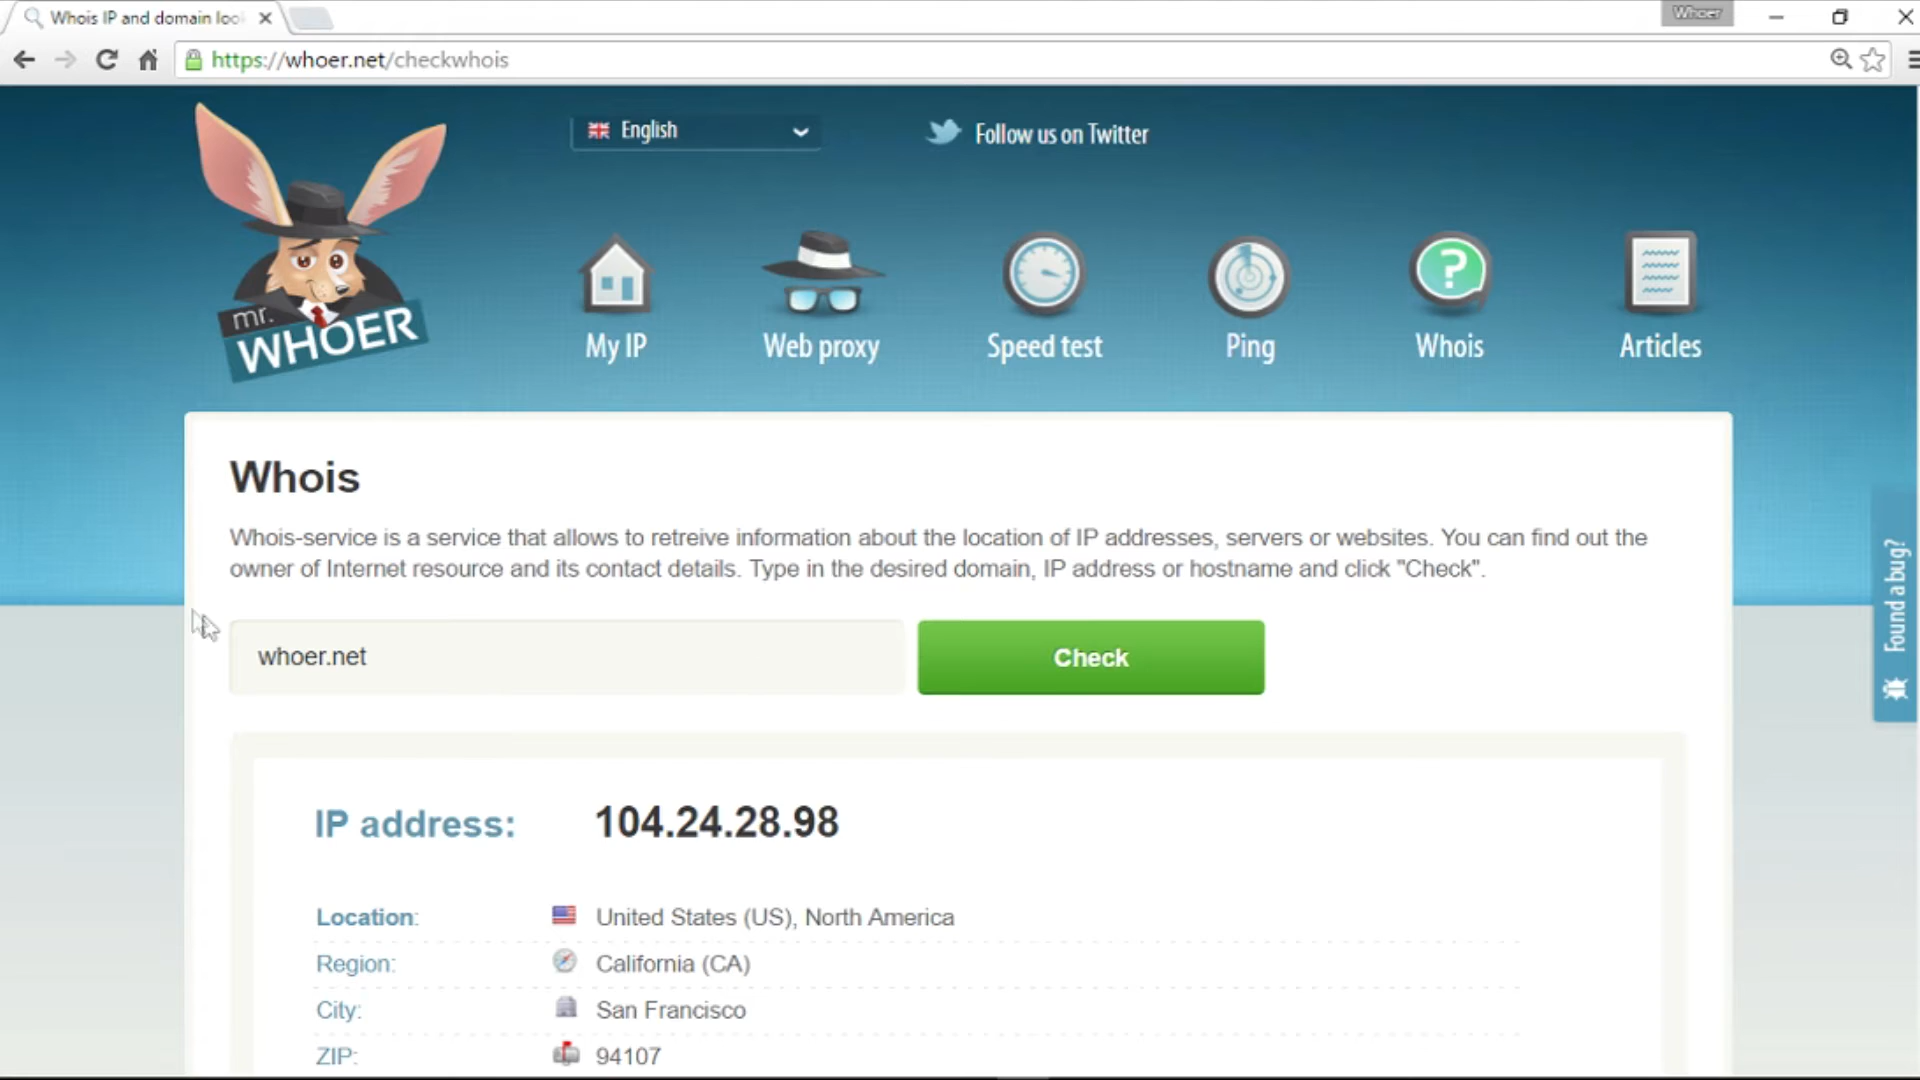 Whois IP and domain loo
Whoer
https://whoer.net/checkwhois
English
Follow us on Twitter
mr.
WHOER
My IP
Web proxy
Speed test
Ping
Whois
Articles
Whois
Whois-service is a service that allows to retreive information about the location of IP addresses, servers or websites. You can find out the
owner of Internet resource and its contact details. Type in the desired domain, IP address or hostname and click "Check".
Found a bug?
whoer.net
Check
IP address: 104.24.28.98
Location: United States (US), North America
Region: California (CA)
City: San Francisco
ZIP: 94107